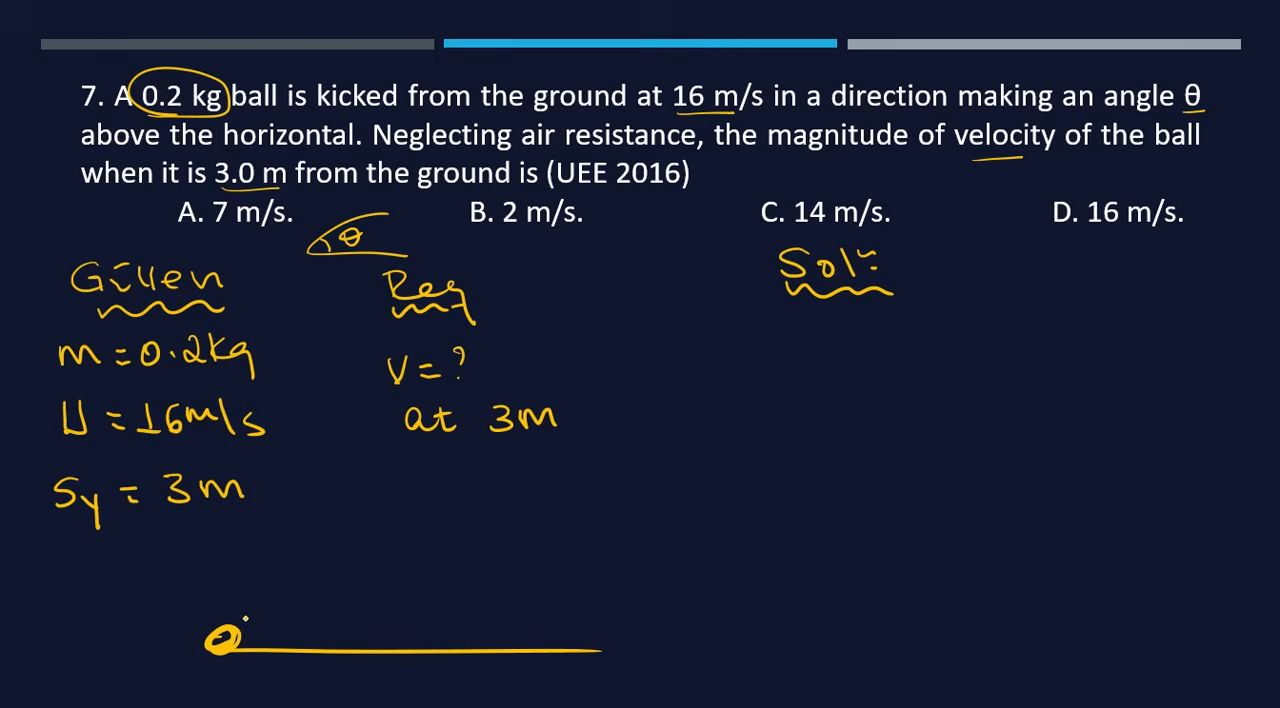 7. A 0.2 kg ball is kicked from the ground at 16 m/s in a direction making an angle θ
above the horizontal. Neglecting air resistance, the magnitude of velocity of the ball
when it is 3.0 m from the ground is (UEE 2016)
A. 7 m/s. B. 2 m/s. C. 14 m/s. D. 16 m/s.
θ
Given
m = 0.2kg
U = 16m/s
Sy = 3m
Req
V = ?
at 3m
Sol: